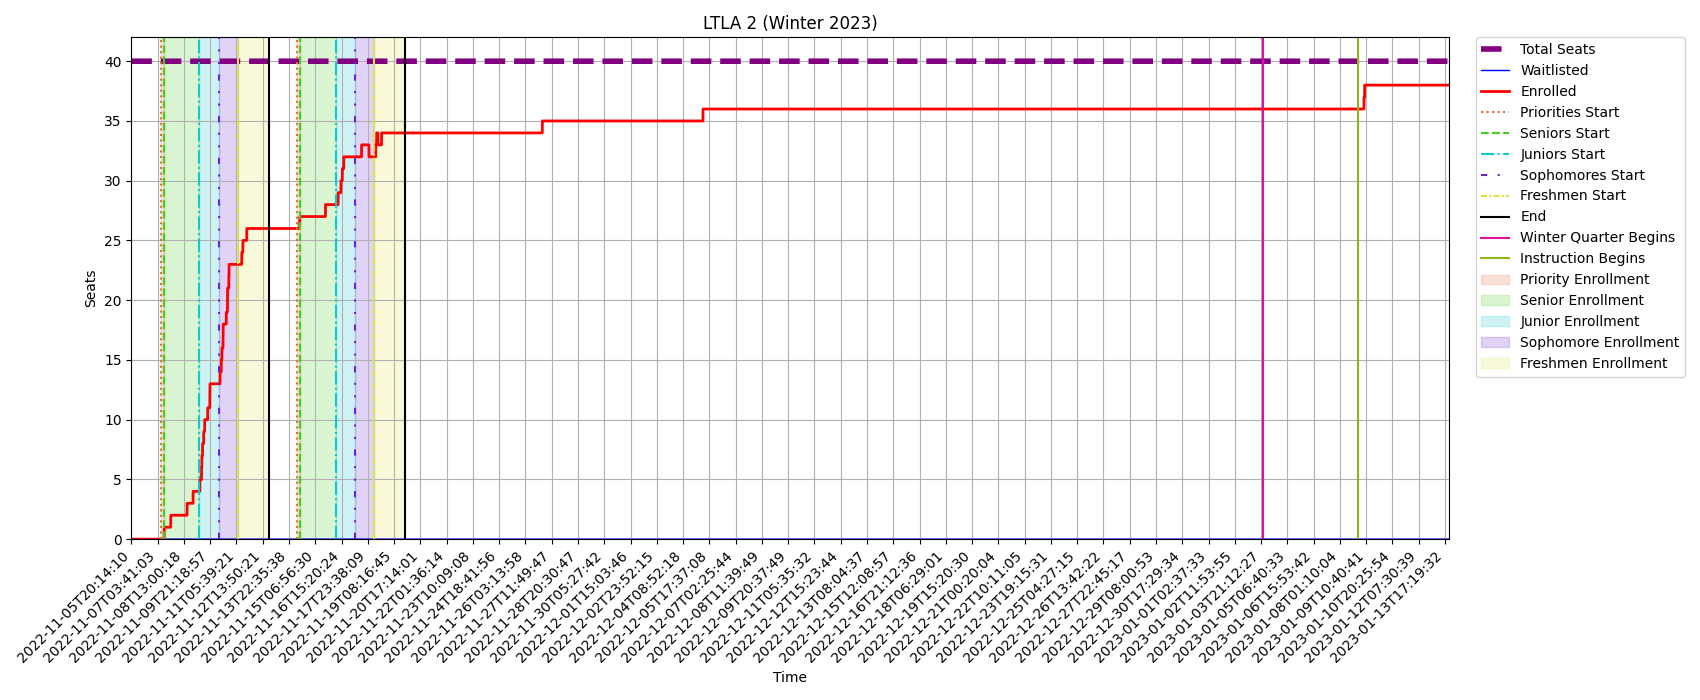 LTLA 2 (Winter 2023)
Seats
40
35
30
25
20
15
10
5
0
2022-11-05T20:14:10
2022-11-07T03:41:03
2022-11-08T13:00:18
2022-11-09T21:18:57
2022-11-11T05:39:21
2022-11-12T13:50:21
2022-11-13T22:35:38
2022-11-15T06:56:30
2022-11-16T15:20:24
2022-11-17T23:38:09
2022-11-19T08:16:45
2022-11-20T17:14:01
2022-11-22T01:36:14
2022-11-23T10:09:08
2022-11-24T18:41:56
2022-11-26T03:13:58
2022-11-27T11:49:47
2022-11-28T20:30:47
2022-11-30T05:27:42
2022-12-01T15:03:46
2022-12-02T23:52:15
2022-12-04T08:52:18
2022-12-05T17:37:08
2022-12-07T02:25:44
2022-12-08T11:39:49
2022-12-09T20:37:49
2022-12-11T05:35:32
2022-12-12T15:23:44
2022-12-13T08:04:37
2022-12-15T12:08:57
2022-12-16T21:12:36
2022-12-18T06:29:01
2022-12-19T15:20:30
2022-12-21T00:20:04
2022-12-22T10:11:05
2022-12-23T19:15:31
2022-12-25T04:27:15
2022-12-26T13:42:22
2022-12-27T22:45:17
2022-12-29T08:00:53
2022-12-30T17:29:34
2023-01-01T02:37:33
2023-01-02T11:53:55
2023-01-03T21:12:27
2023-01-05T06:40:33
2023-01-06T15:53:42
2023-01-08T01:10:04
2023-01-09T10:40:41
2023-01-10T20:25:54
2023-01-12T07:30:39
2023-01-13T17:19:32
Time
Total Seats
Waitlisted
Enrolled
Priorities Start
Seniors Start
Juniors Start
Sophomores Start
Freshmen Start
End
Winter Quarter Begins
Instruction Begins
Priority Enrollment
Senior Enrollment
Junior Enrollment
Sophomore Enrollment
Freshmen Enrollment